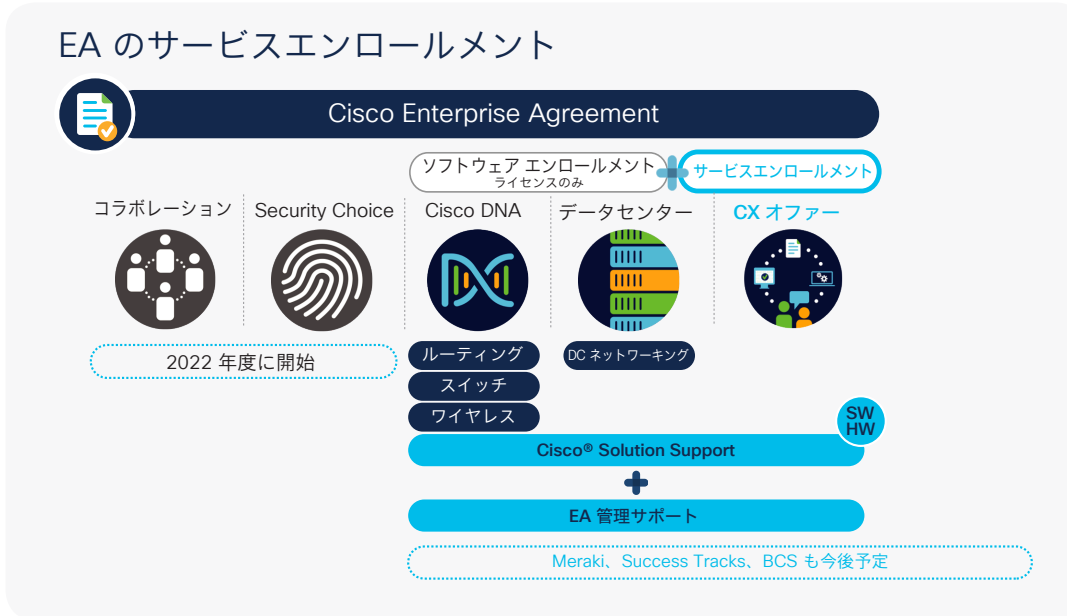 EA のサービスエンロールメント
Cisco Enterprise Agreement
ソフトウェア エンロールメント
ライセンスのみ
サービスエンロールメント
コラボレーション
Security Choice
Cisco DNA
データセンター
CX オファー
2022 年度に開始
ルーティング
DC ネットワーキング
スイッチ
ワイヤレス
SW
HW
Cisco® Solution Support
EA 管理サポート
Meraki、Success Tracks、BCS も今後予定